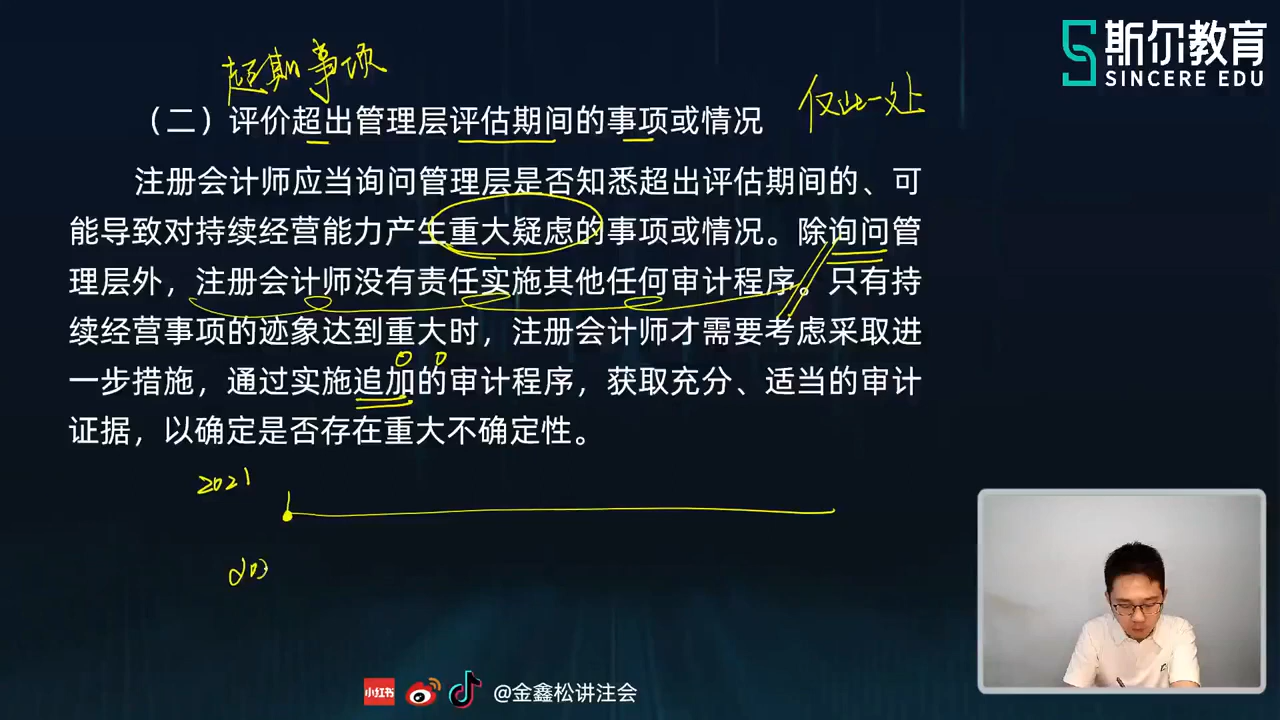 斯尔教育
SINCERE EDU
超期事项
仅此一处
（二）评价超出管理层评估期间的事项或情况
注册会计师应当询问管理层是否知悉超出评估期间的、可
能导致对持续经营能力产生重大疑虑的事项或情况。除询问管
理层外，注册会计师没有责任实施其他任何审计程序。只有持
续经营事项的迹象达到重大时，注册会计师才需要考虑采取进
一步措施，通过实施追加的审计程序，获取充分、适当的审计
证据，以确定是否存在重大不确定性。
2021
小红书
@金鑫松讲注会